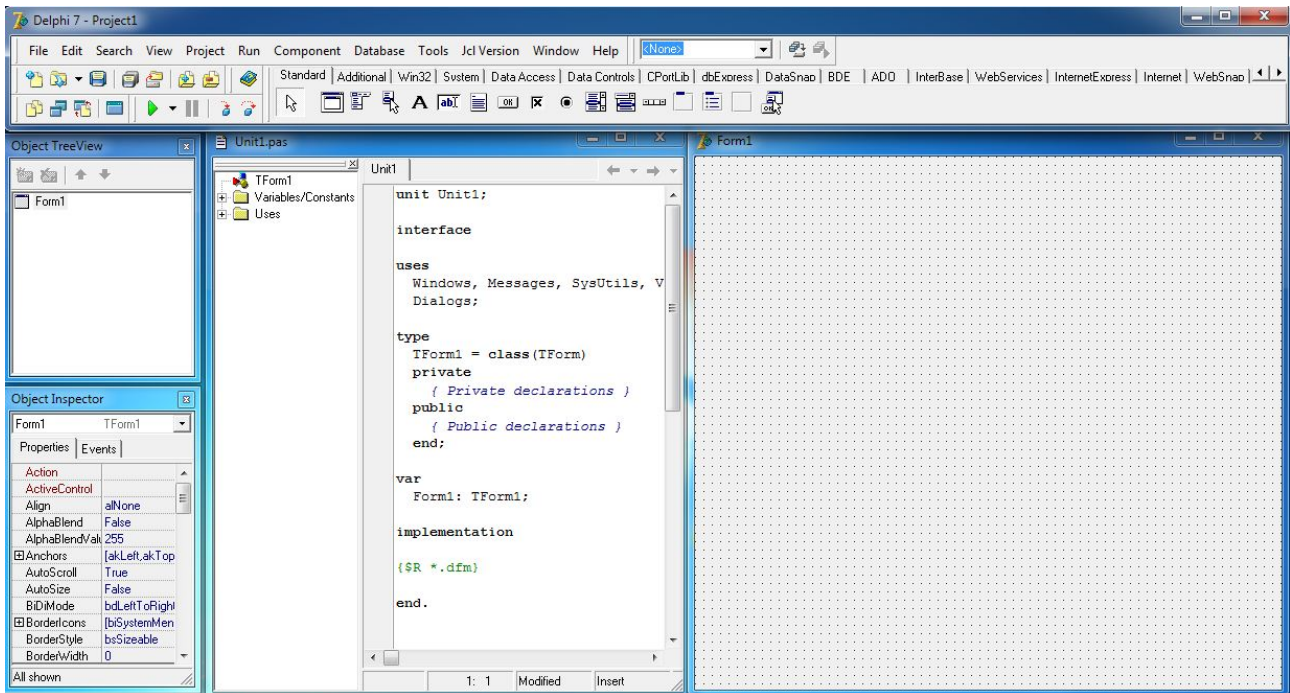 Delphi 7 - Project1
File Edit Search View Project Run Component Database Tools Jcl Version Window Help <None>
Standard Additional Win32 System Data Access Data Controls CPortLib dbExpress DataSnap BDE ADO InterBase WebServices InternetExpress Internet WebSnap
A ab OK
Object TreeView
Form1
Object Inspector
Form1 TForm1
Properties Events
Action
ActiveControl
Align alNone
AlphaBlend False
AlphaBlendValu 255
Anchors [akLeft,akTop
AutoScroll True
AutoSize False
BiDiMode bdLeftToRight
BorderIcons [biSystemMen
BorderStyle bsSizeable
BorderWidth 0
All shown
Unit1.pas
TForm1
Variables/Constants
Uses
Unit1
unit Unit1;
interface
uses
Windows, Messages, SysUtils, V
Dialogs;
type
TForm1 = class(TForm)
private
{ Private declarations }
public
{ Public declarations }
end;
var
Form1: TForm1;
implementation
{$R *.dfm}
end.
1: 1 Modified Insert
Form1